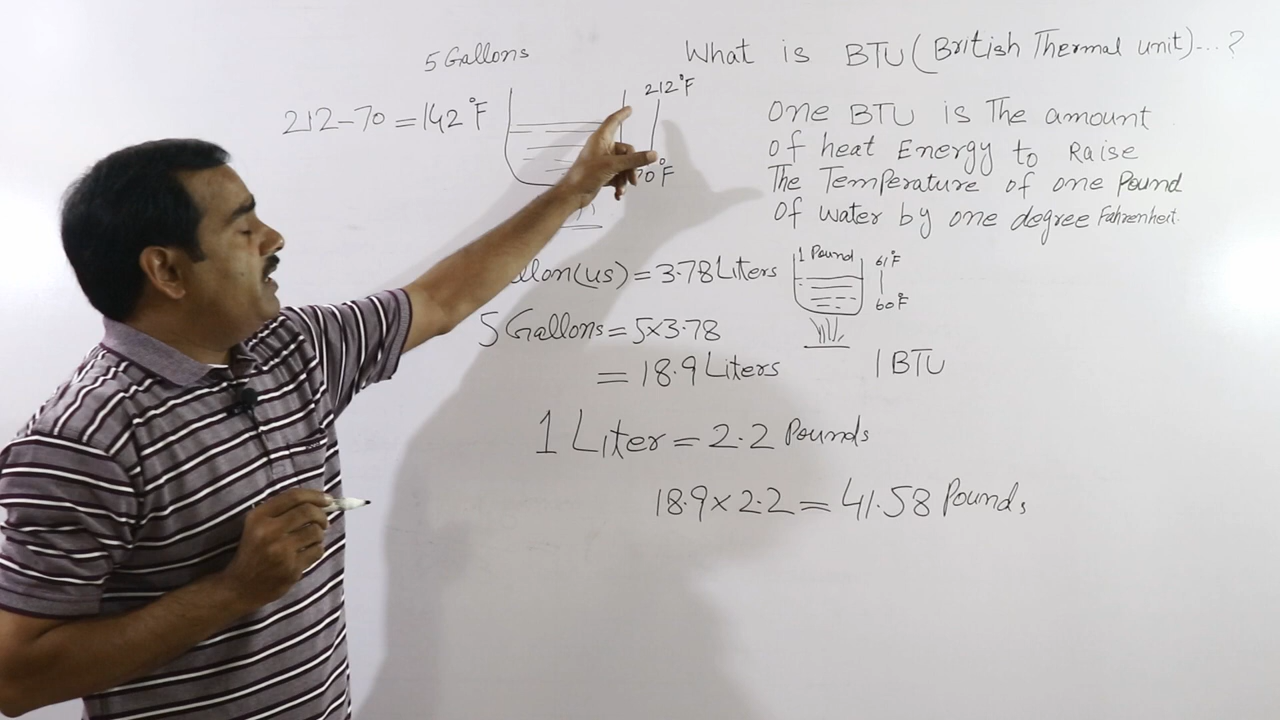 5 Gallons
What is BTU (British Thermal unit)...?
212-70 = 142°F
212°F
70°F
One BTU is The amount
Of heat Energy to Raise
The Temperature of one Pound
Of water by one degree Fahrenheit.
allon(us) = 3.78 Liters
1 Pound
61°F
60°F
5 Gallons = 5x3.78
= 18.9 Liters
1 BTU
1 Liter = 2.2 Pounds
18.9 x 2.2 = 41.58 Pounds